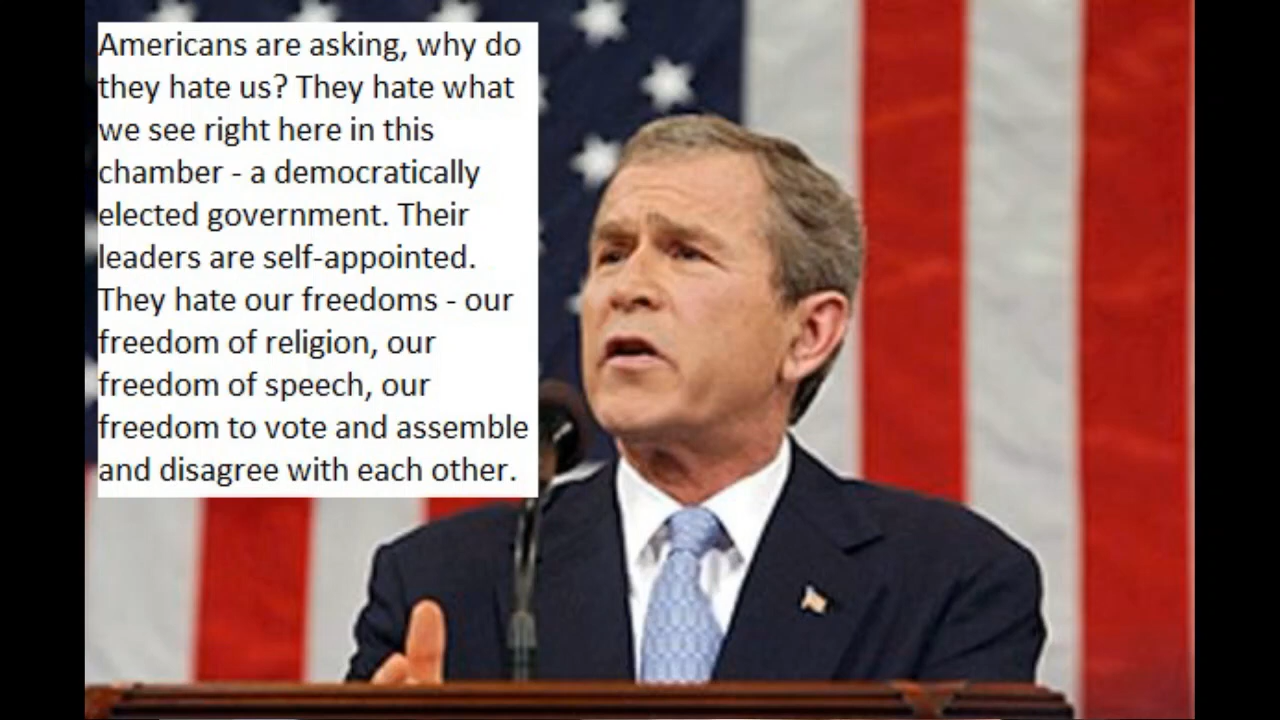 Americans are asking, why do
they hate us? They hate what
we see right here in this
chamber - a democratically
elected government. Their
leaders are self-appointed.
They hate our freedoms - our
freedom of religion, our
freedom of speech, our
freedom to vote and assemble
and disagree with each other.